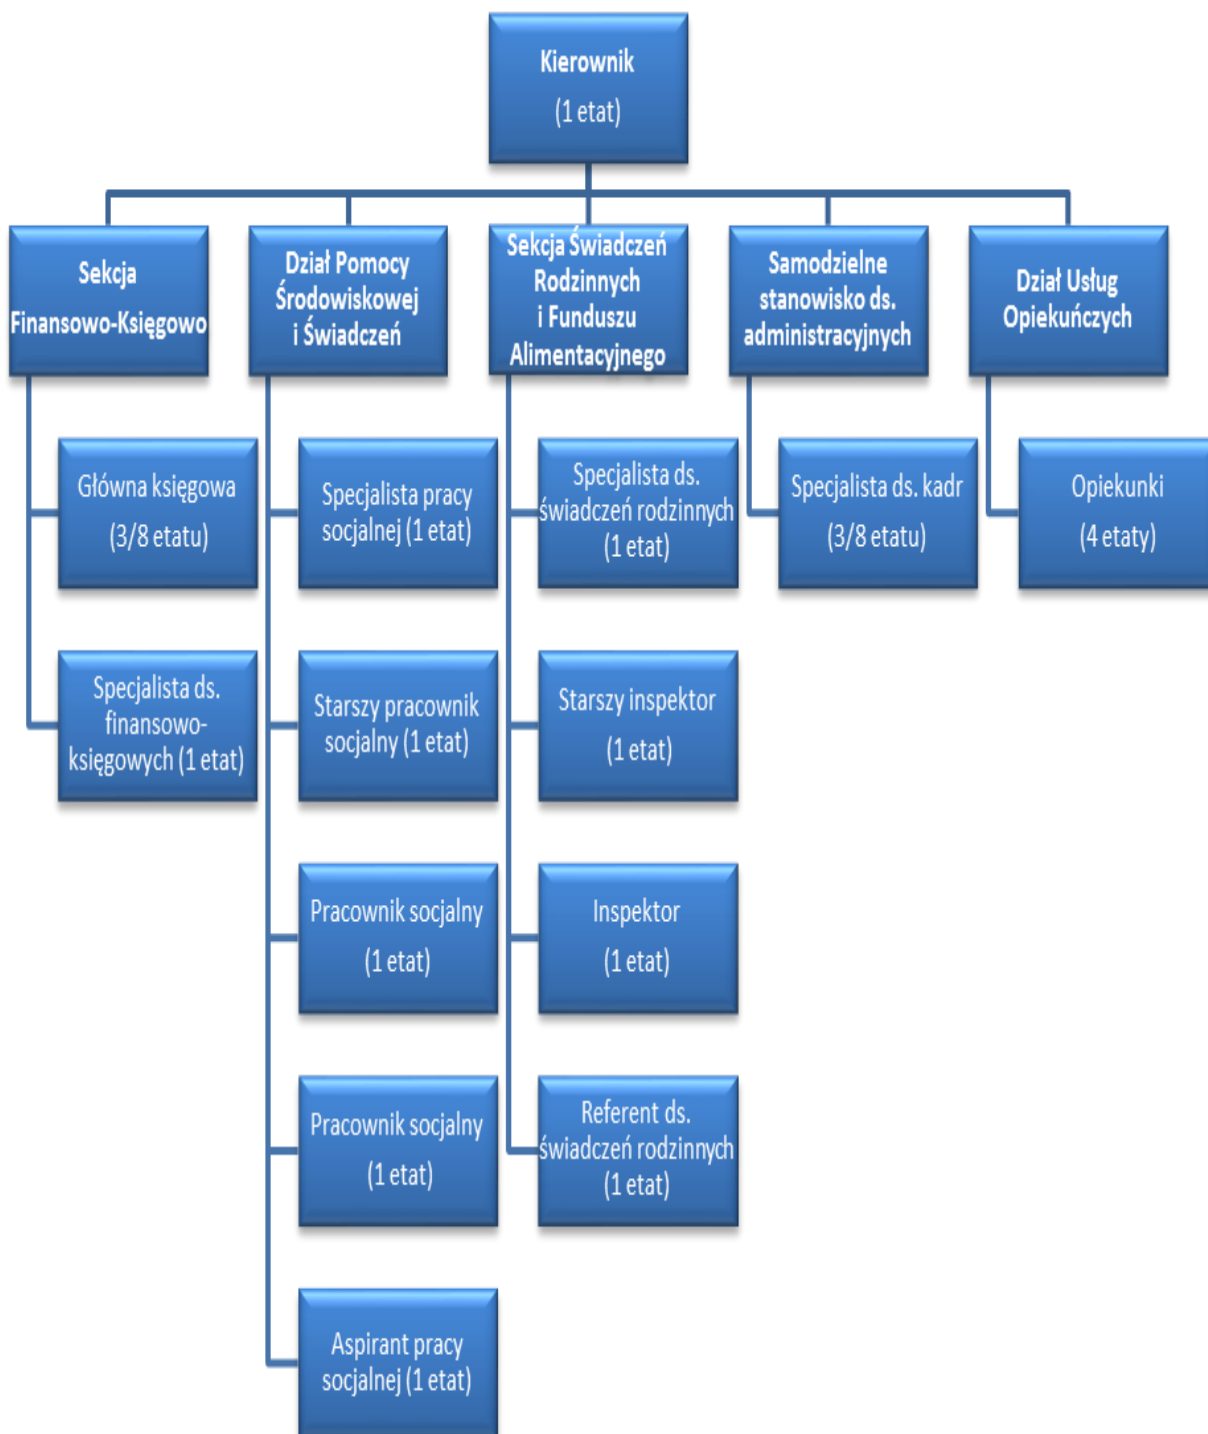 Kierownik
(1 etat)
Sekcja
Finansowo-Księgowo
Dział Pomocy
Środowiskowej
i Świadczeń
Sekcja Świadczeń
Rodzinnych
i Funduszu
Alimentacyjnego
Samodzielne
stanowisko ds.
administracyjnych
Dział Usług
Opiekuńczych
Główna księgowa
(3/8 etatu)
Specjalista pracy
socjalnej (1 etat)
Specjalista ds.
świadczeń rodzinnych
(1 etat)
Specjalista ds. kadr
(3/8 etatu)
Opiekunki
(4 etaty)
Specjalista ds.
finansowo-
księgowych (1 etat)
Starszy pracownik
socjalny (1 etat)
Starszy inspektor
(1 etat)
Pracownik socjalny
(1 etat)
Inspektor
(1 etat)
Pracownik socjalny
(1 etat)
Referent ds.
świadczeń rodzinnych
(1 etat)
Aspirant pracy
socjalnej (1 etat)